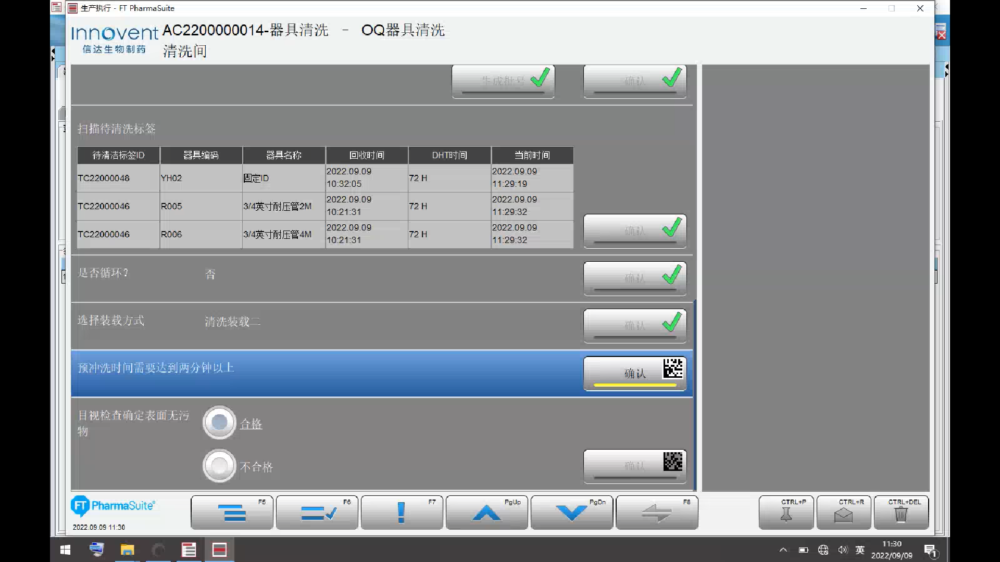 生产执行 - FT PharmaSuite
Innovent
信达生物制药
AC2200000014-器具清洗 - OQ器具清洗
清洗间
生成批号
确认
扫描待清洗标签
待清洁标签ID 器具编码 器具名称 回收时间 DHT时间 当前时间
TC22000048 YH02 固定ID 2022.09.09 10:32:05 72 H 2022.09.09 11:29:19
TC22000046 R005 3/4英寸耐压管2M 2022.09.09 10:21:31 72 H 2022.09.09 11:29:32
TC22000046 R006 3/4英寸耐压管4M 2022.09.09 10:21:31 72 H 2022.09.09 11:29:32
确认
是否循环? 否
确认
选择装载方式 清洗装载二
确认
预冲洗时间需要达到两分钟以上
确认
目视检查确定表面无污
物
合格
不合格
确认
FT PharmaSuite®
2022.09.09 11:30
F5
F6
F7
PgUp
PgDn
F8
CTRL+P
CTRL+R
CTRL+DEL
英
11:30
2022/09/09
1